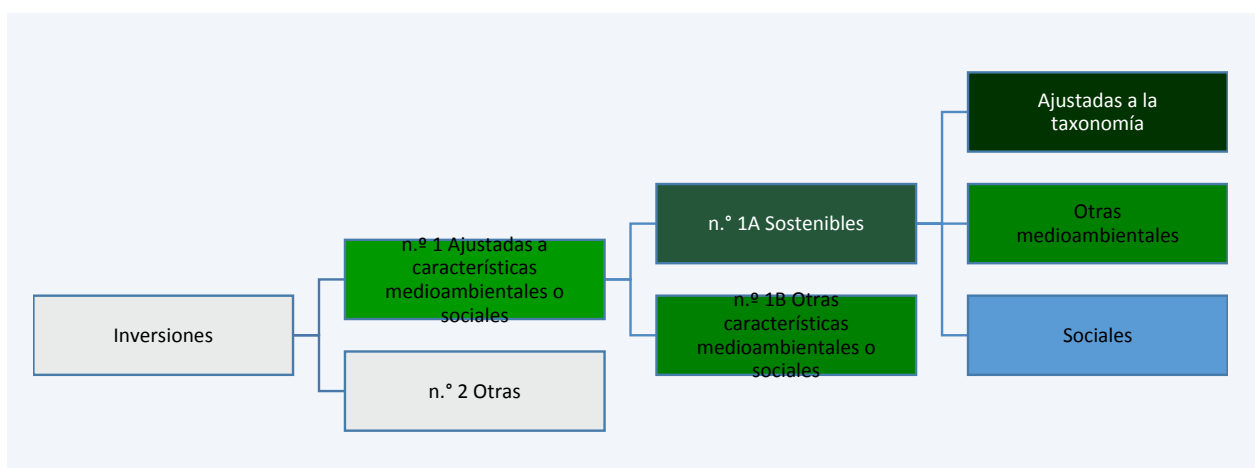 Inversiones
n.º 1 Ajustadas a
características
medioambientales o
sociales
n.° 2 Otras
n.° 1A Sostenibles
n.º 1B Otras
características
medioambientales o
sociales
Ajustadas a la
taxonomía
Otras
medioambientales
Sociales